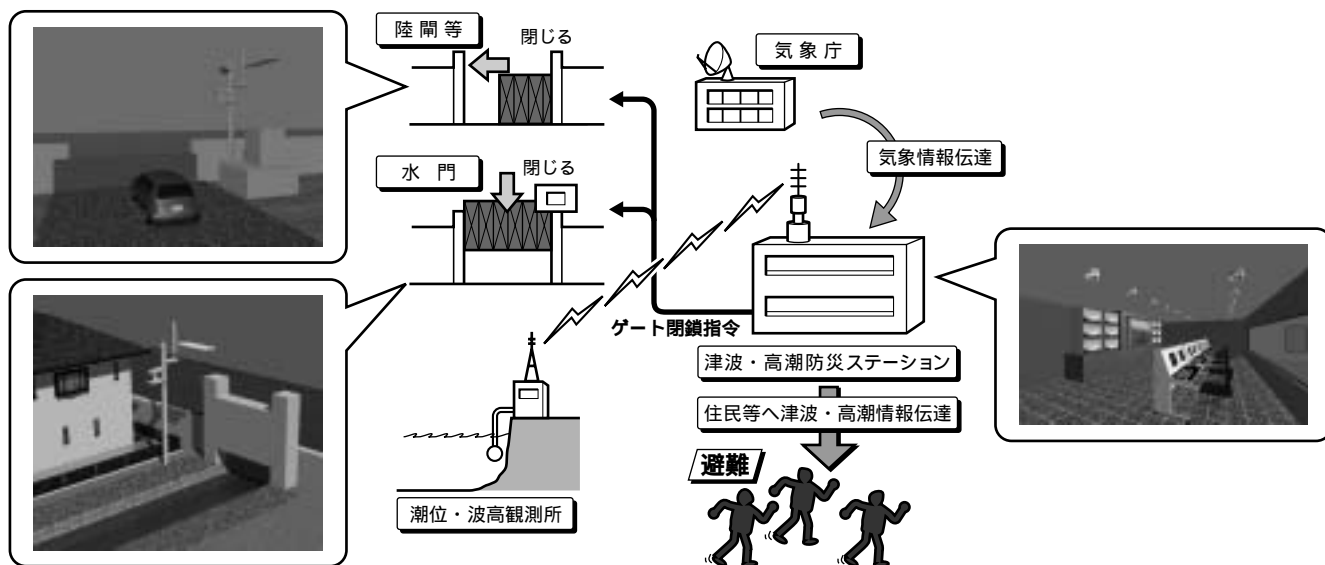 陸閘等
閉じる
気象庁
気象情報伝達
水門
閉じる
ゲート閉鎖指令
津波・高潮防災ステーション
住民等へ津波・高潮情報伝達
避難
潮位・波高観測所